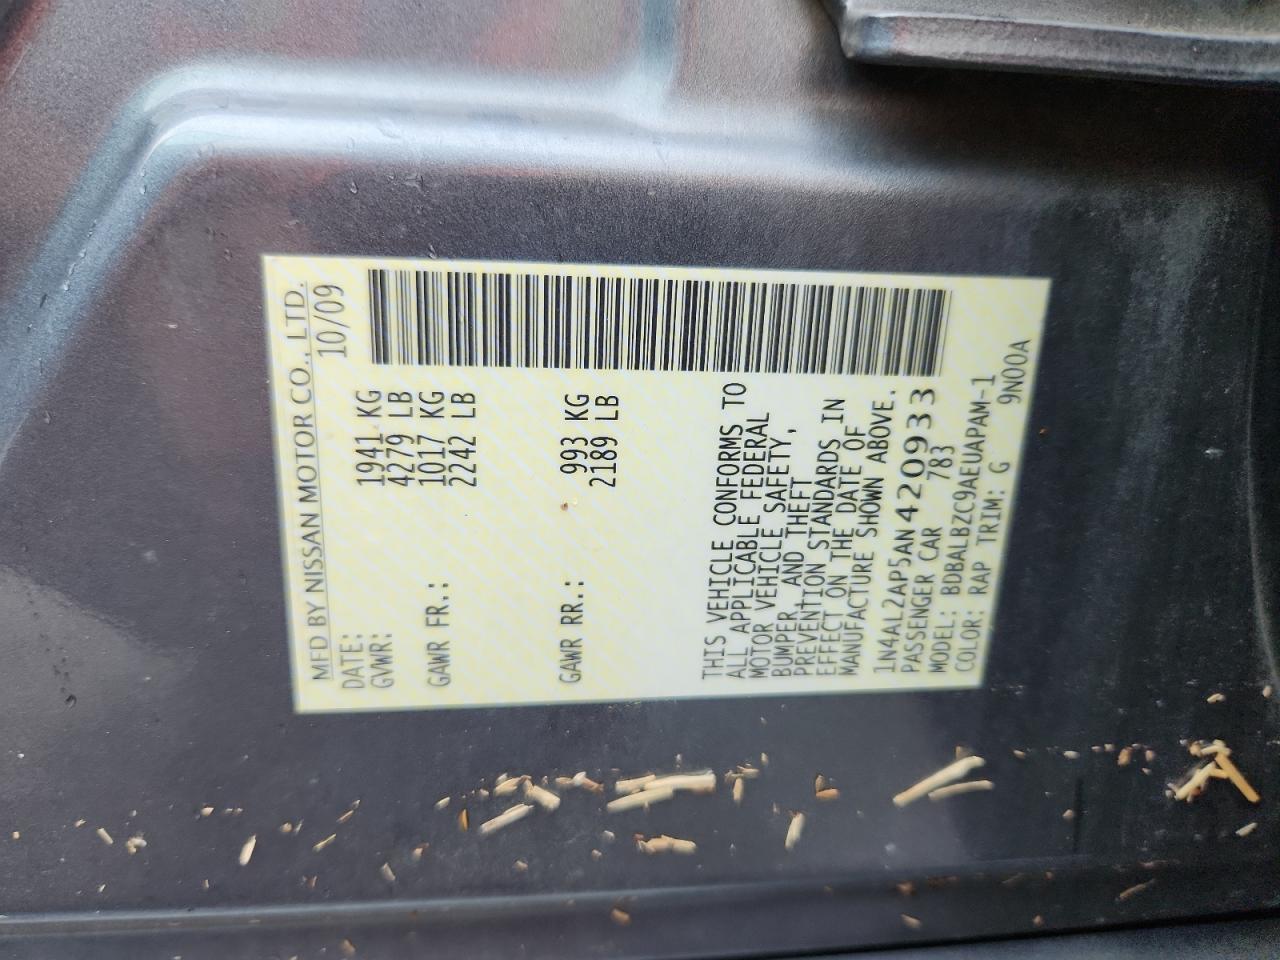 MFD BY NISSAN MOTOR CO., LTD.
DATE: 10/09
GVWR: 1941 KG
4279 LB
GAWR FR.: 1017 KG
2242 LB
GAWR RR.: 993 KG
2189 LB
THIS VEHICLE CONFORMS TO
ALL APPLICABLE FEDERAL
MOTOR VEHICLE SAFETY,
BUMPER, AND THEFT
PREVENTION STANDARDS IN
EFFECT ON THE DATE OF
MANUFACTURE SHOWN ABOVE.
1N4AL2AP5AN420933
PASSENGER CAR 783
MODEL: BDBALBZC9AEUAPAM-1
COLOR: RAP TRIM: G 9N00A